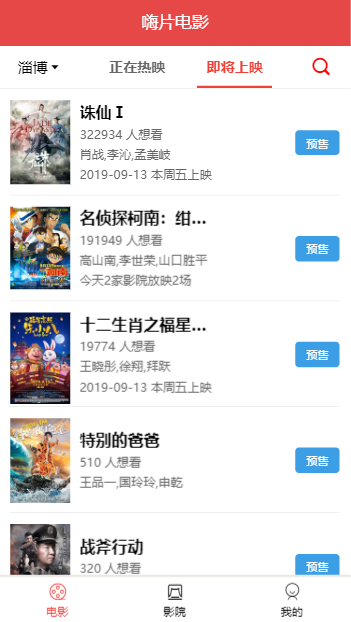 嗨片电影
淄博
正在热映
即将上映
诛仙Ⅰ
322934 人想看
肖战,李沁,孟美岐
2019-09-13 本周五上映
预售
名侦探柯南：绀...
191949 人想看
高山南,李世荣,山口胜平
今天2家影院放映2场
预售
十二生肖之福星...
19774 人想看
王晓彤,徐翔,拜跃
2019-09-13 本周五上映
预售
特别的爸爸
510 人想看
王品一,国玲玲,申乾
预售
战斧行动
320 人想看
预售
电影
影院
我的